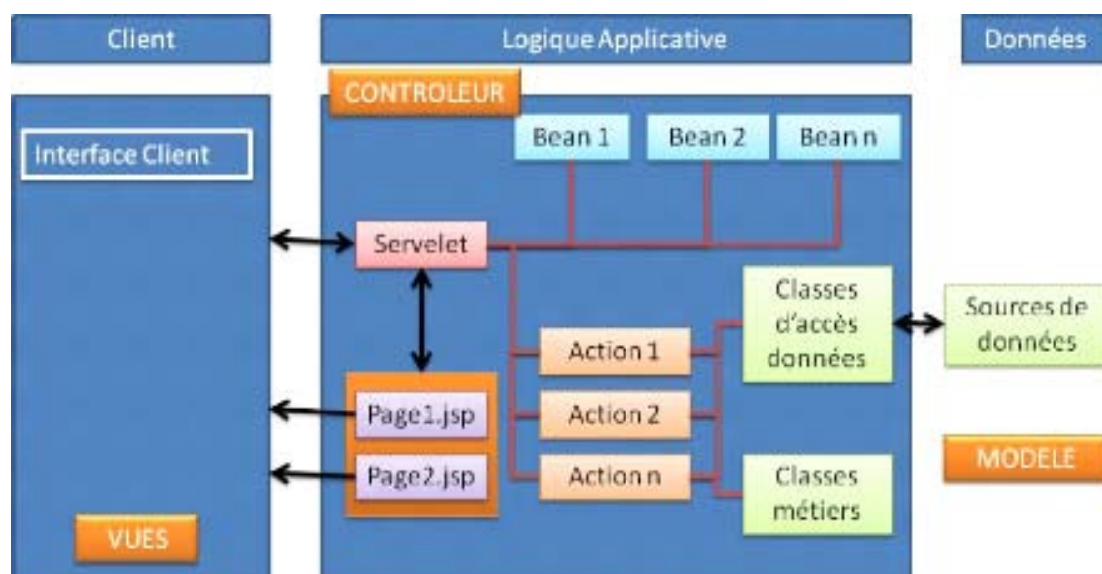 Client
Logique Applicative
Données
CONTROLEUR
Interface Client
Bean 1
Bean 2
Bean n
Servelet
Classes
d'accès
données
Sources de
données
Action 1
Action 2
Action n
Page1.jsp
Page2.jsp
Classes
métiers
MODELE
VUES